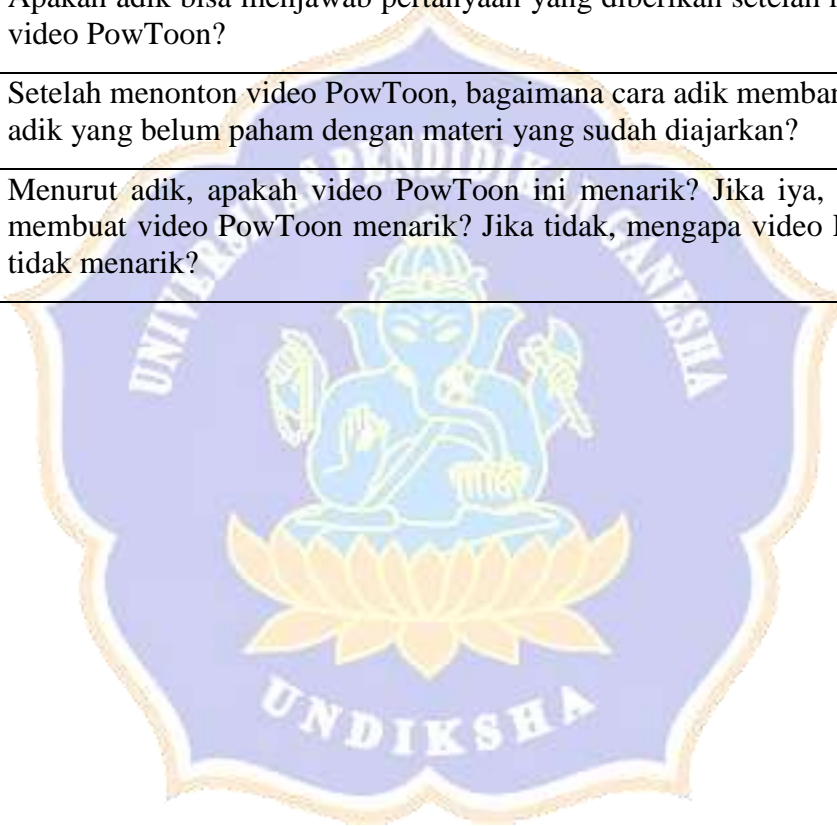 Apakah adik bisa menjawab pertanyaan yang diberikan setelah
video PowToon?
Setelah menonton video PowToon, bagaimana cara adik
adik yang belum paham dengan materi yang sudah diajarkan?
Menurut adik, apakah video PowToon ini menarik? Jika iya,
membuat video PowToon menarik? Jika tidak, mengapa video
tidak menarik?
UNIVERSITAS PENDIDIKAN GANESHA
UNDIKSHA